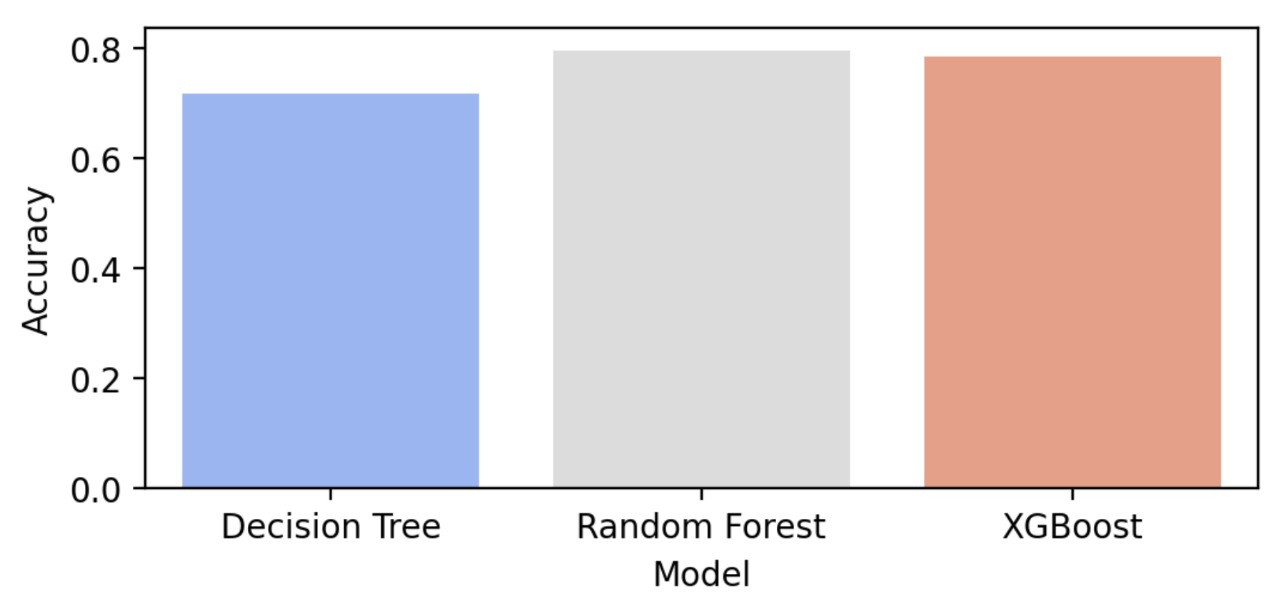 0.8
0.6
0.4
0.2
0.0
Accuracy
Decision Tree
Random Forest
XGBoost
Model